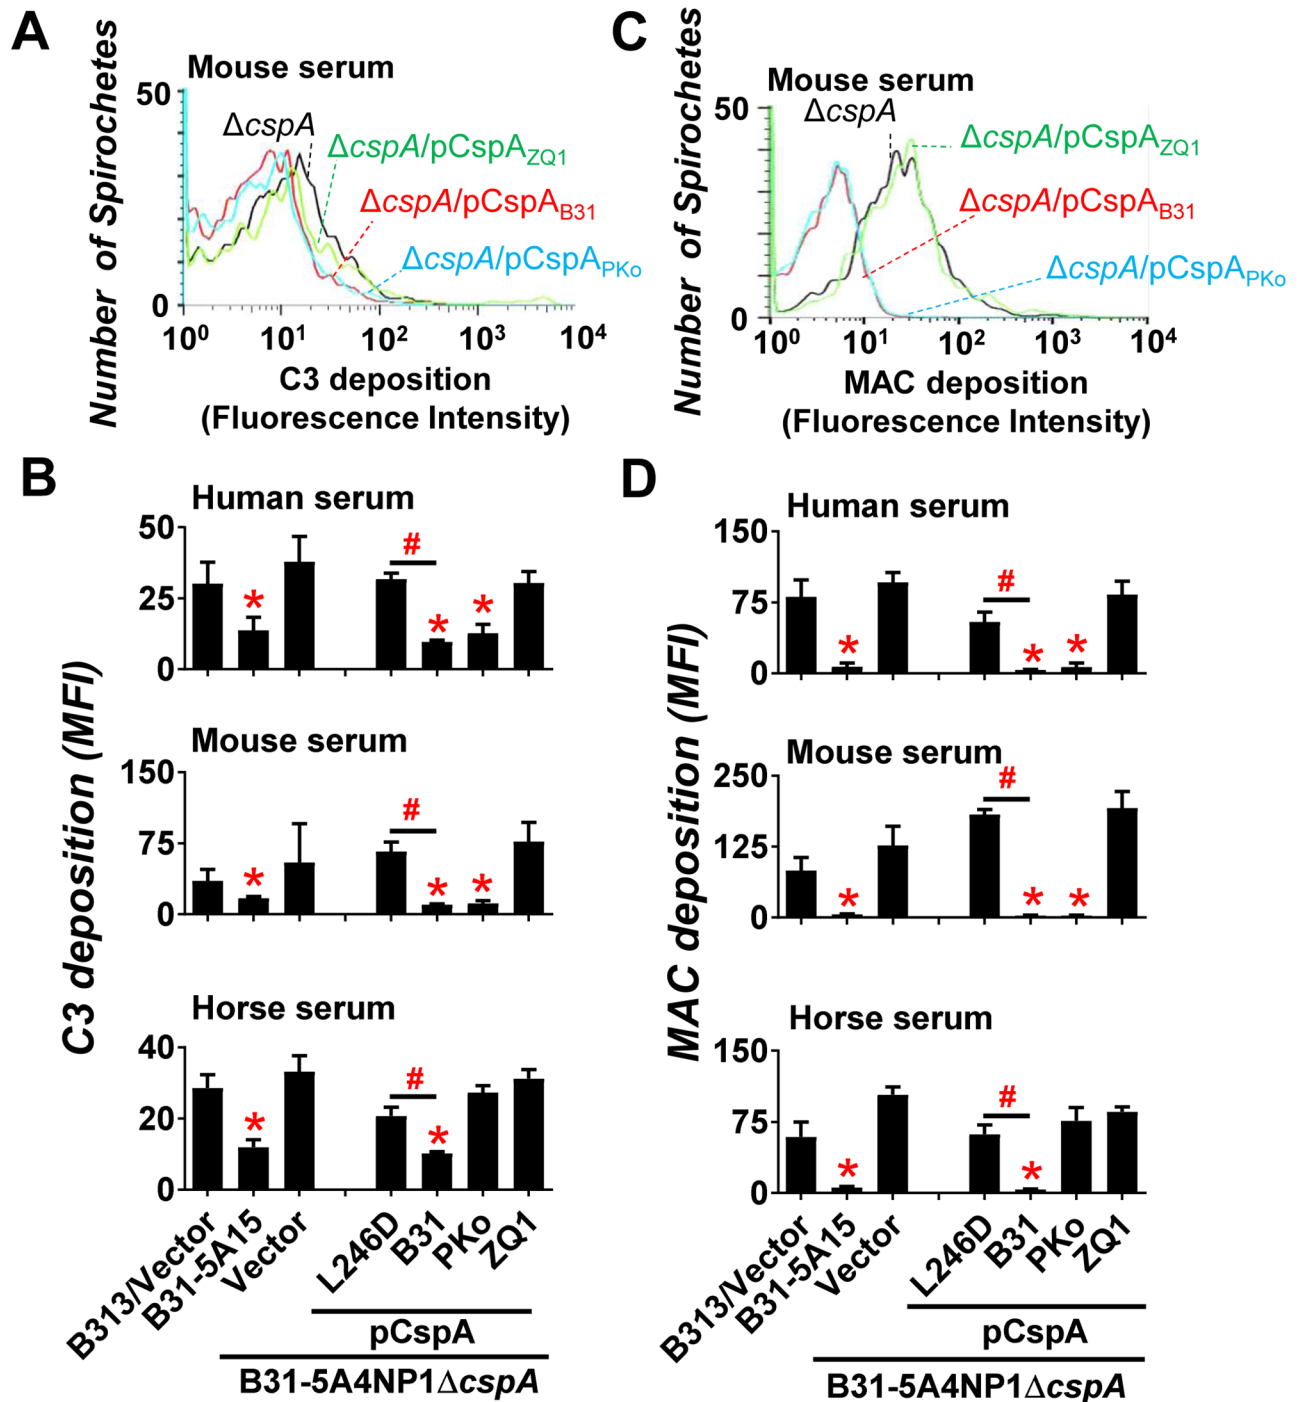 A
Number of Spirochetes
Mouse serum
50
0
ΔcspA
ΔcspA/pCspAZQ1
ΔcspA/pCspAB31
ΔcspA/pCspAPKo
10⁰ 10¹ 10² 10³ 10⁴
C3 deposition
(Fluorescence Intensity)
C
Number of Spirochetes
Mouse serum
50
0
ΔcspA
ΔcspA/pCspAZQ1
ΔcspA/pCspAB31
ΔcspA/pCspAPKo
10⁰ 10¹ 10² 10³ 10⁴
MAC deposition
(Fluorescence Intensity)
B
C3 deposition (MFI)
Human serum
50
25
0
* # * *
Mouse serum
150
75
0
* # * *
Horse serum
40
20
0
* # *
B313/Vector
B31-5A15
Vector
L246D
B31
PKo
ZQ1
pCspA
B31-5A4NP1ΔcspA
D
MAC deposition (MFI)
Human serum
150
75
0
* # * *
Mouse serum
250
125
0
* # * *
Horse serum
150
75
0
* # *
B313/Vector
B31-5A15
Vector
L246D
B31
PKo
ZQ1
pCspA
B31-5A4NP1ΔcspA